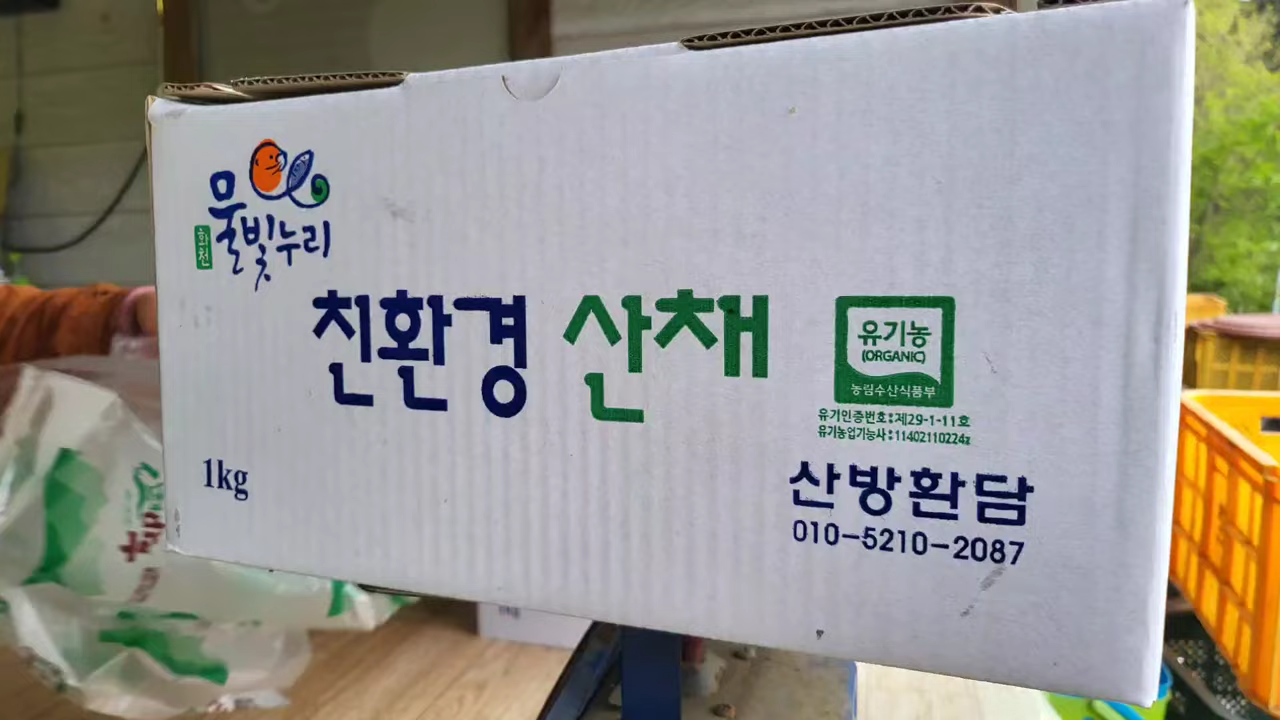 물빛누리
화천
친환경 산채
유기농
(ORGANIC)
농림수산식품부
유기인증번호:제29-1-11호
유기농업기능사:11402110224z
1kg
산방환담
010-5210-2087